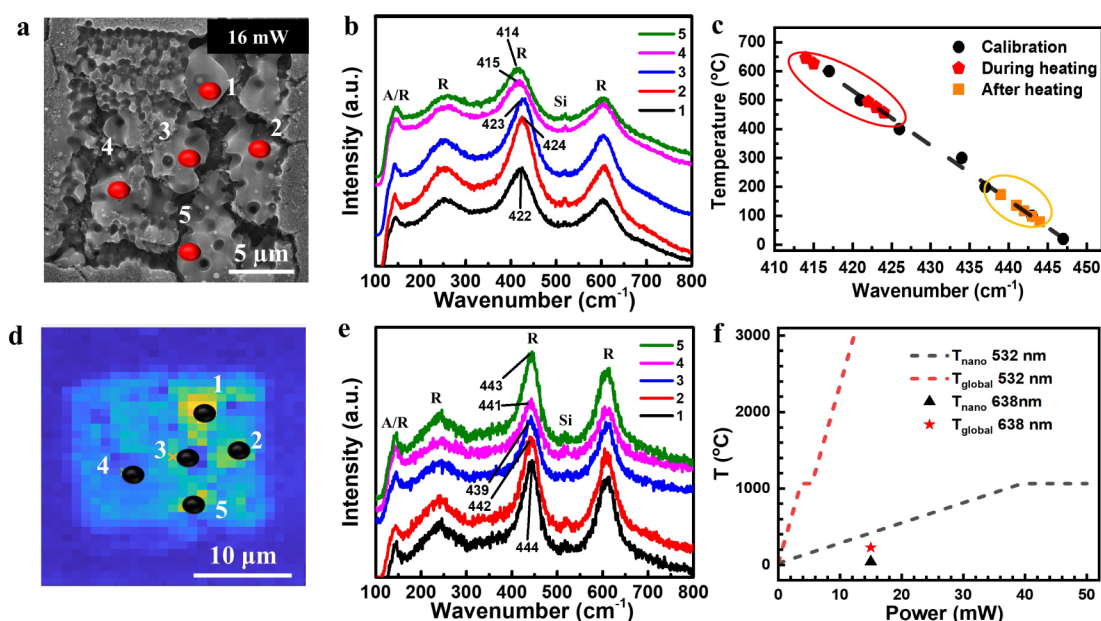 a
16 mW
1
2
3
4
5
5 µm
b
Intensity (a.u.)
414
R
415
A/R
R
Si
R
423
424
422
5
4
3
2
1
100 200 300 400 500 600 700 800
Wavenumber (cm⁻¹)
c
Temperature (°C)
700
600
500
400
300
200
100
0
Calibration
During heating
After heating
410 415 420 425 430 435 440 445 450
Wavenumber (cm⁻¹)
d
1
2
3
4
5
10 µm
e
Intensity (a.u.)
R
443
441
A/R
R
Si
R
439
442
444
5
4
3
2
1
100 200 300 400 500 600 700 800
Wavenumber (cm⁻¹)
f
T (°C)
3000
2000
1000
0
Tnano 532 nm
Tglobal 532 nm
Tnano 638nm
Tglobal 638 nm
0 10 20 30 40 50
Power (mW)